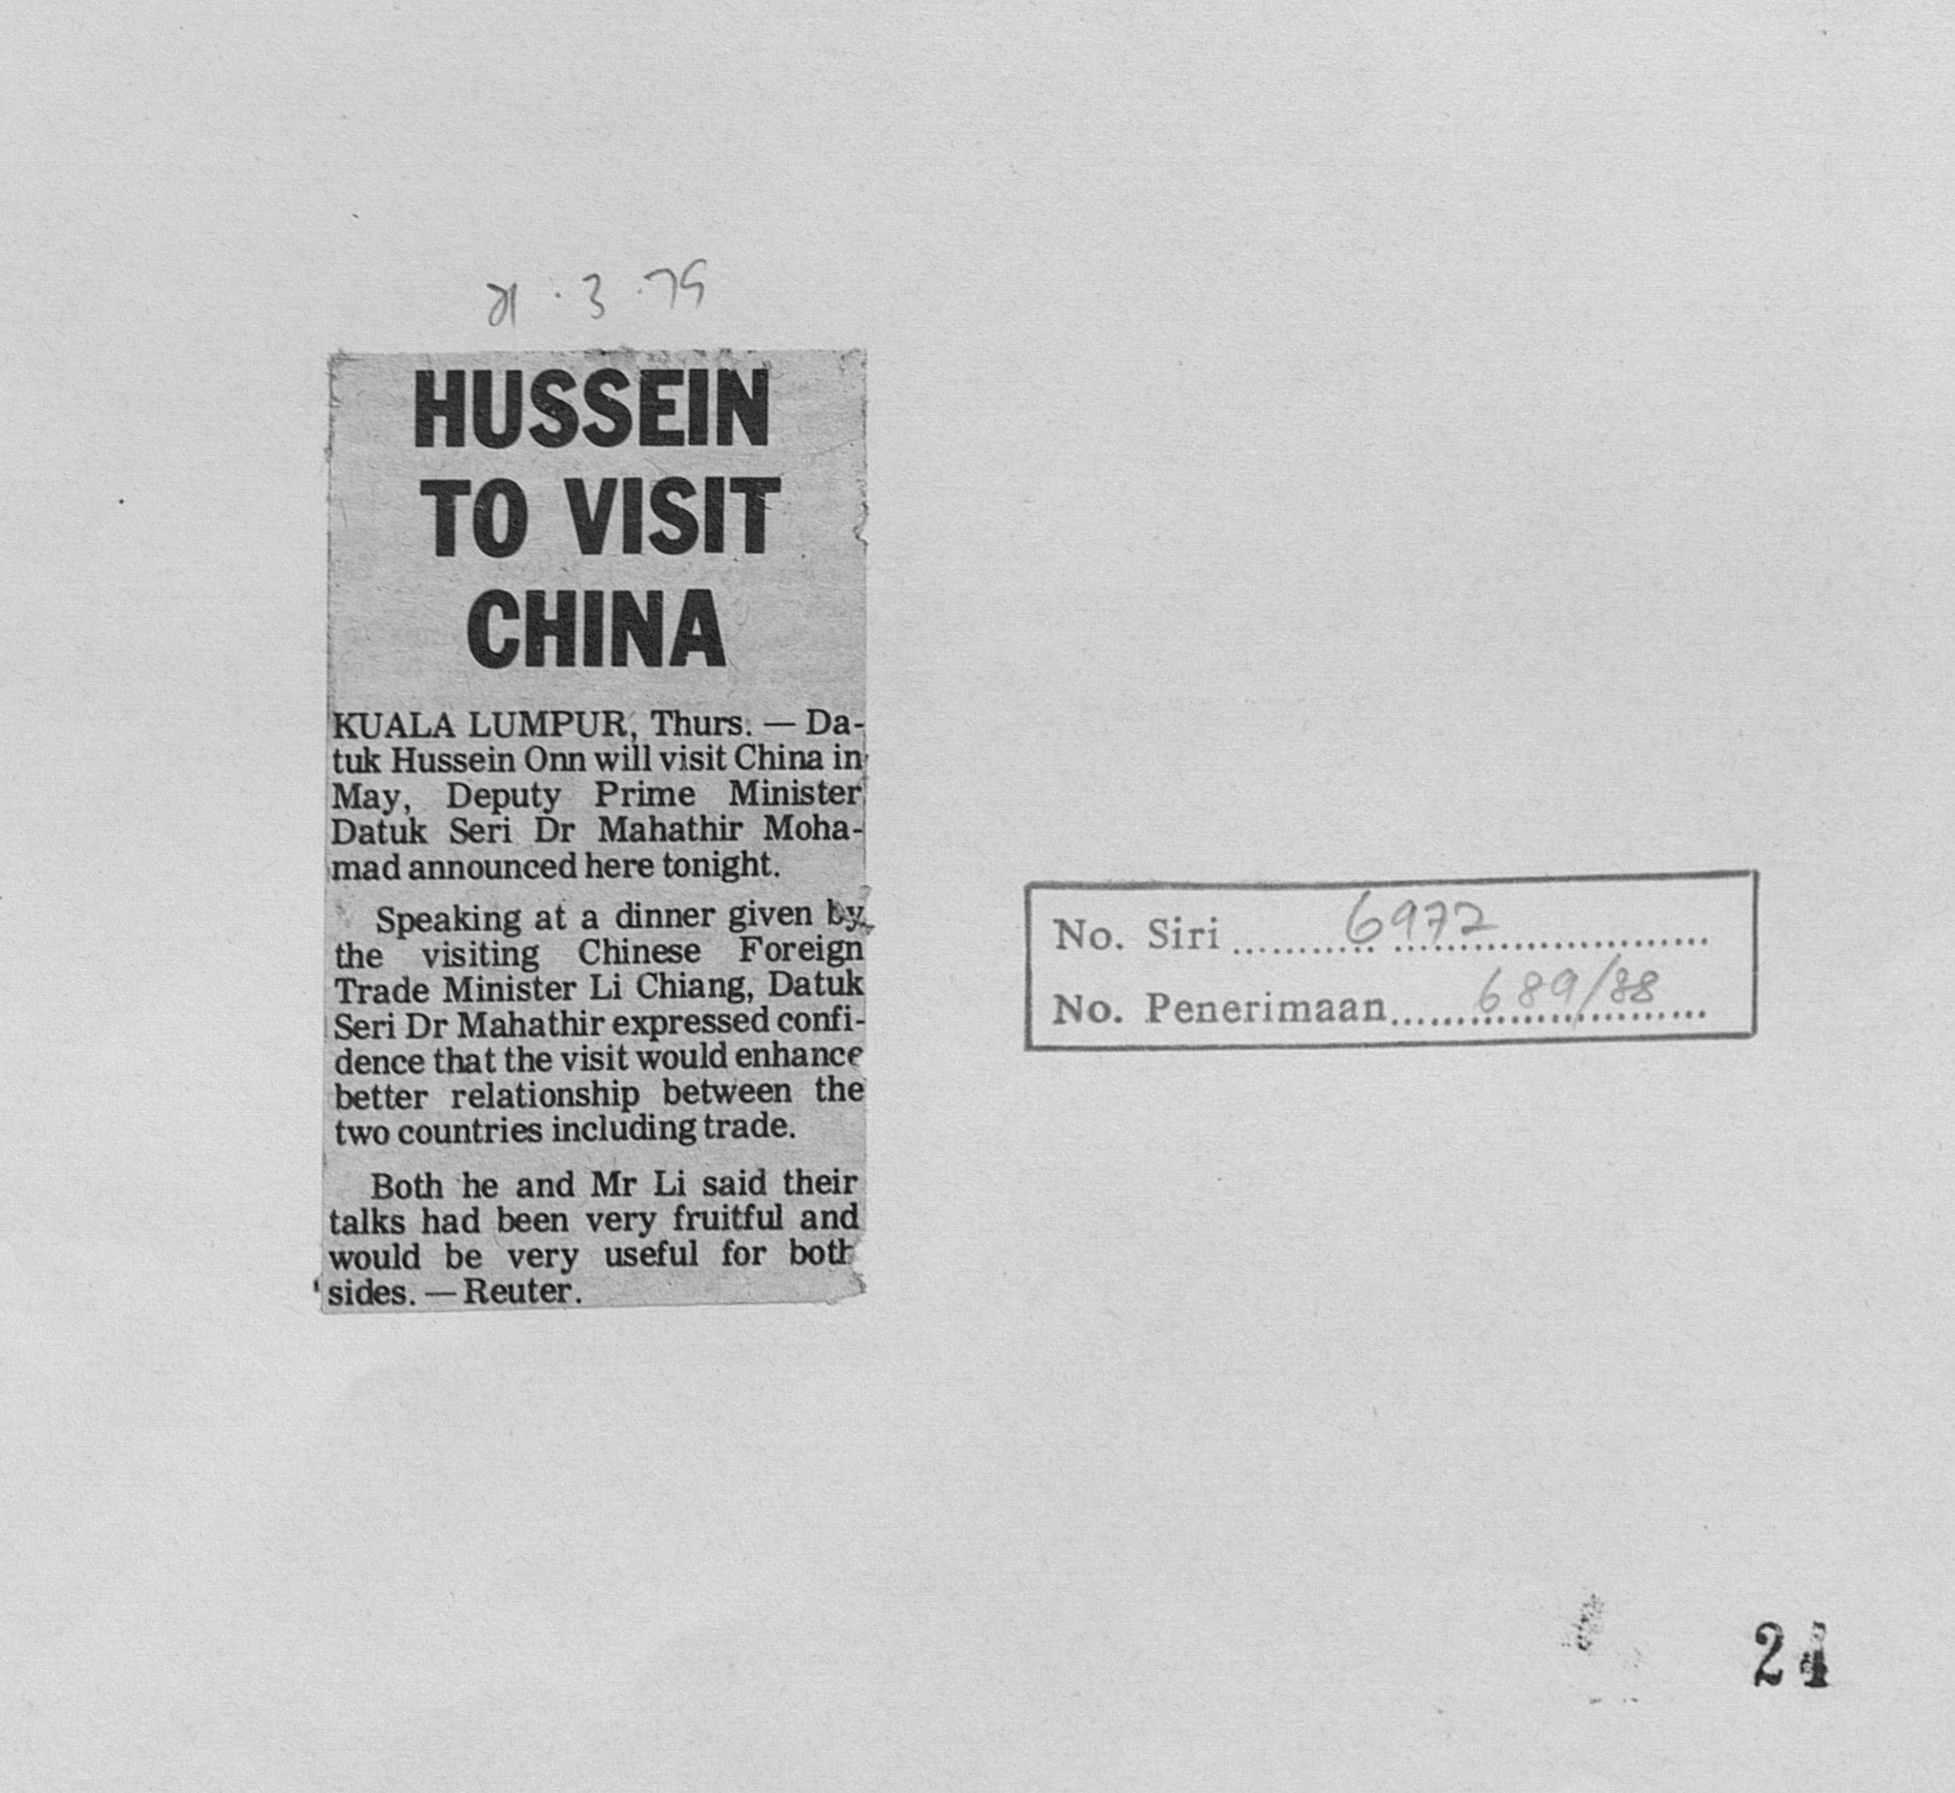 .3.79
HUSSEIN
TO VISIT
CHINA
KUALA LUMPUR, Thurs. — Da-
tuk Hussein Onn will visit China in
May, Deputy Prime Minister
Datuk Seri Dr Mahathir Moha-
mad announced here tonight.
Speaking at a dinner given by
the visiting Chinese Foreign
Trade Minister Li Chiang, Datuk
Seri Dr Mahathir expressed confi-
dence that the visit would enhance
better relationship between the
two countries including trade.
Both he and Mr Li said their
talks had been very fruitful and
would be very useful for both
sides. — Reuter.
No. Siri 6972
No. Penerimaan 689/88